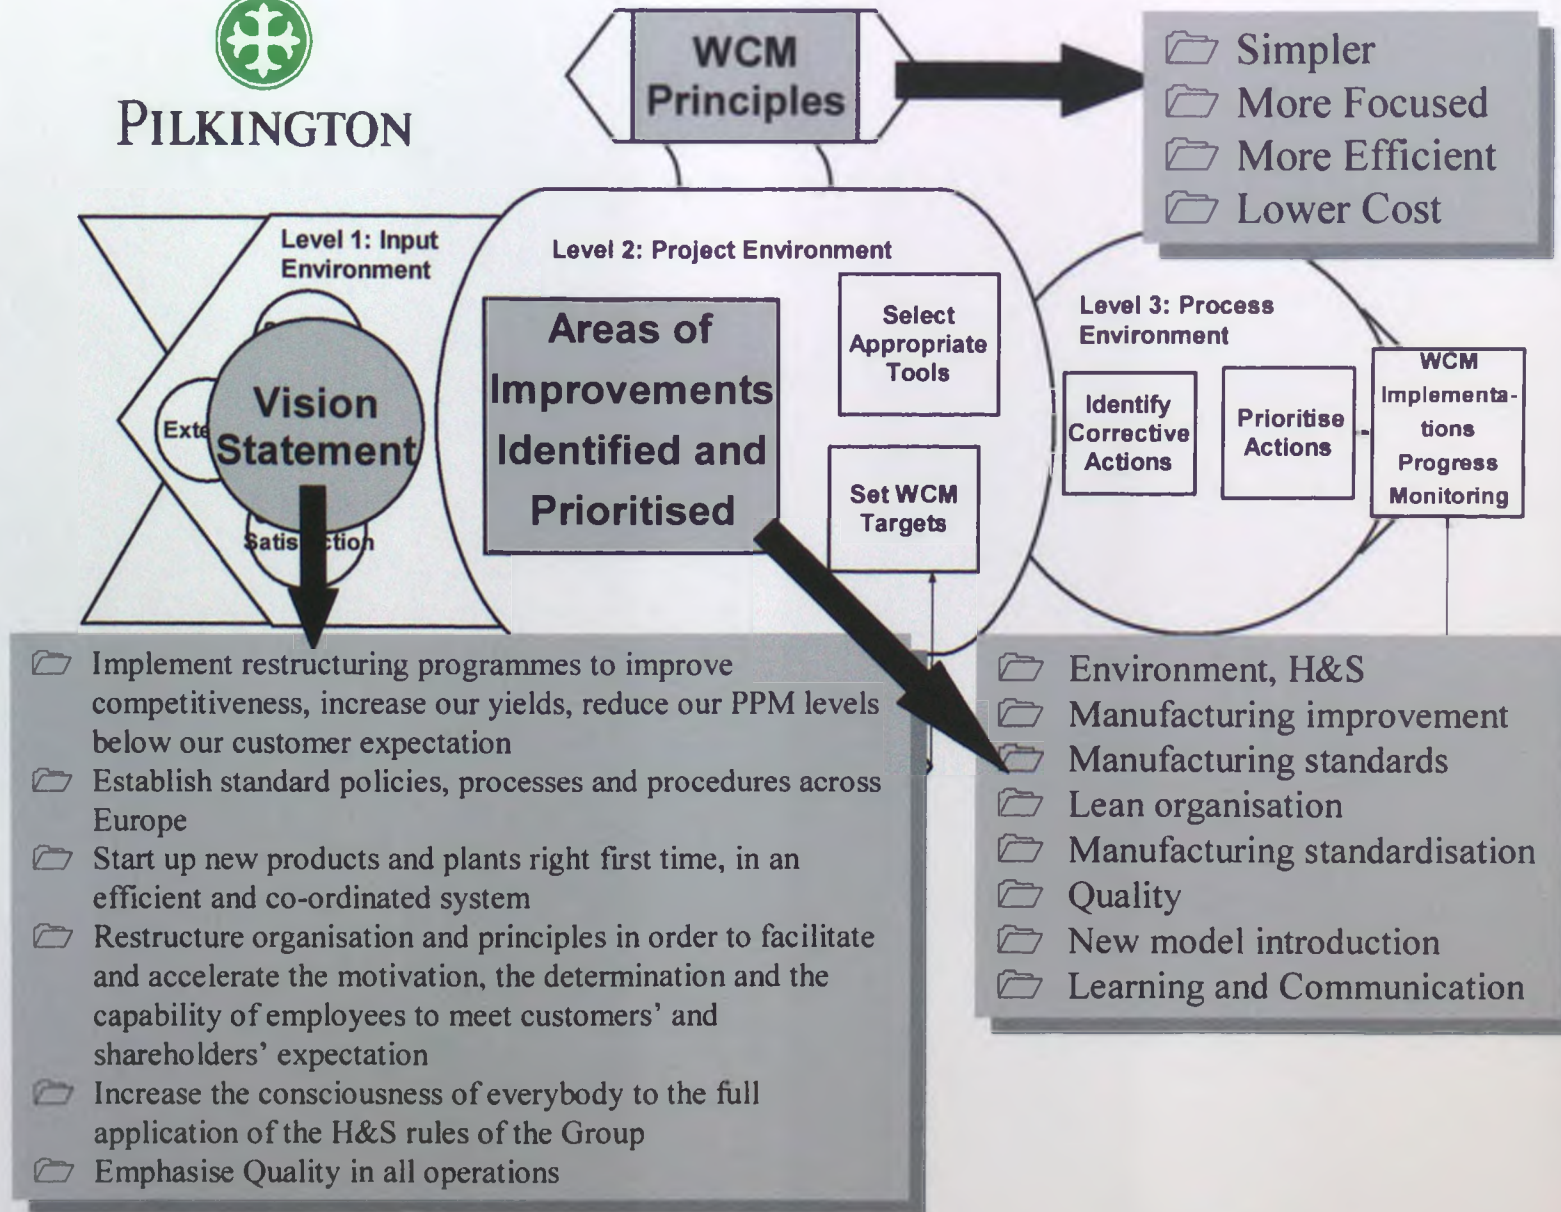 PILKINGTON
WCM
Principles
Simpler
More Focused
More Efficient
Lower Cost
Level 1: Input
Environment
Vision
Statement
Satisfaction
Level 2: Project Environment
Areas of
Improvements
Identified and
Prioritised
Select
Appropriate
Tools
Set WCM
Targets
Level 3: Process
Environment
Identify
Corrective
Actions
Prioritise
Actions
WCM
Implementa-
tions
Progress
Monitoring
Implement restructuring programmes to improve
competitiveness, increase our yields, reduce our PPM levels
below our customer expectation
Establish standard policies, processes and procedures across
Europe
Start up new products and plants right first time, in an
efficient and co-ordinated system
Restructure organisation and principles in order to facilitate
and accelerate the motivation, the determination and the
capability of employees to meet customers' and
shareholders' expectation
Increase the consciousness of everybody to the full
application of the H&S rules of the Group
Emphasise Quality in all operations
Environment, H&S
Manufacturing improvement
Manufacturing standards
Lean organisation
Manufacturing standardisation
Quality
New model introduction
Learning and Communication